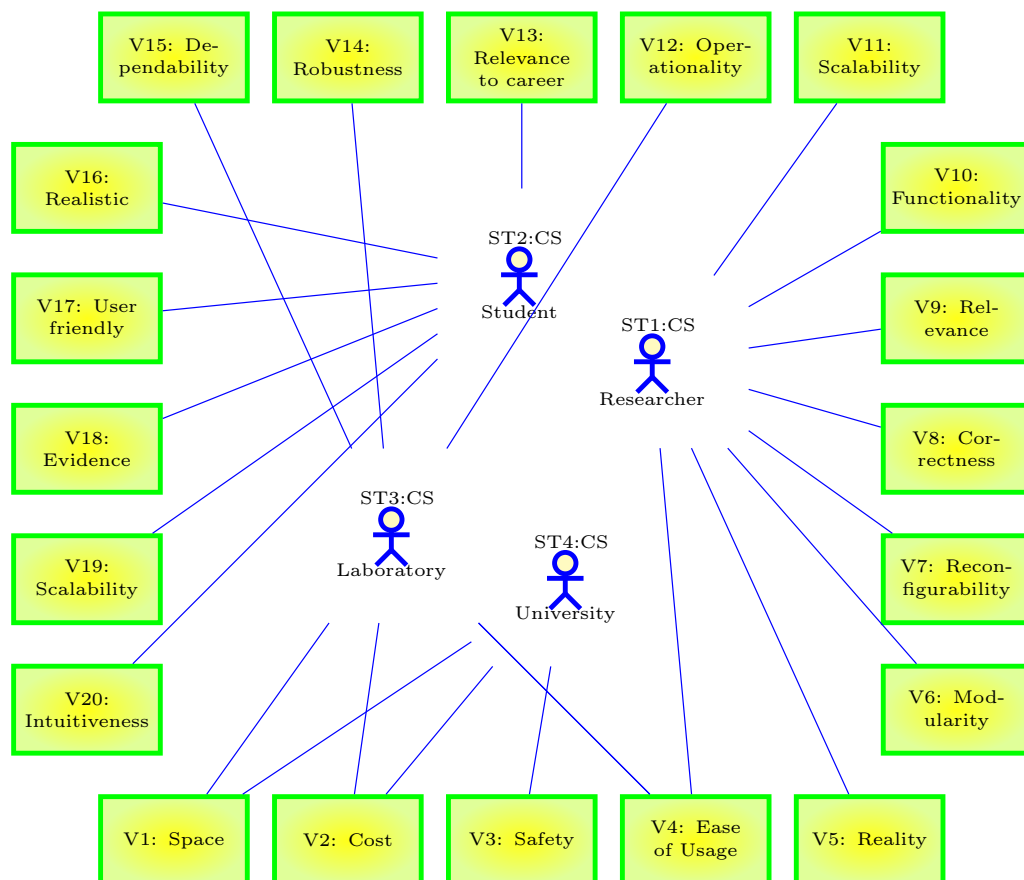 V15: De-
pendability
V14:
Robustness
V13:
Relevance
to career
V12: Oper-
ationality
V11:
Scalability
V16:
Realistic
V10:
Functionality
ST2:CS
Student
V17: User
friendly
V9: Rel-
evance
ST1:CS
Researcher
V18:
Evidence
V8: Cor-
rectness
ST3:CS
Laboratory
ST4:CS
University
V19:
Scalability
V7: Recon-
figurability
V20:
Intuitiveness
V6: Mod-
ularity
V1: Space
V2: Cost
V3: Safety
V4: Ease
of Usage
V5: Reality